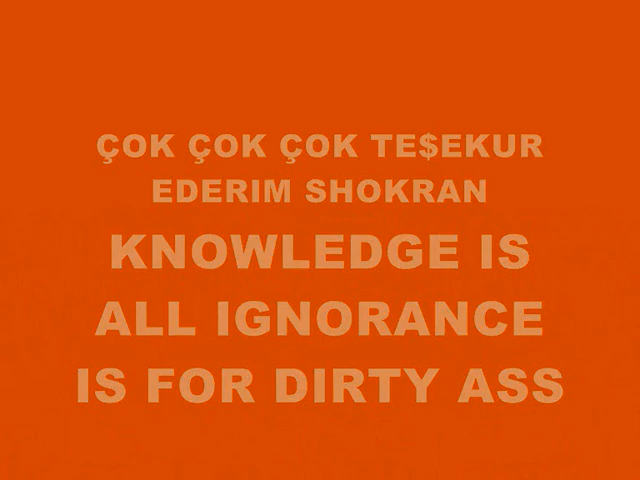 ÇOK ÇOK ÇOK TE$EKUR
EDERIM SHOKRAN
KNOWLEDGE IS
ALL IGNORANCE
IS FOR DIRTY ASS